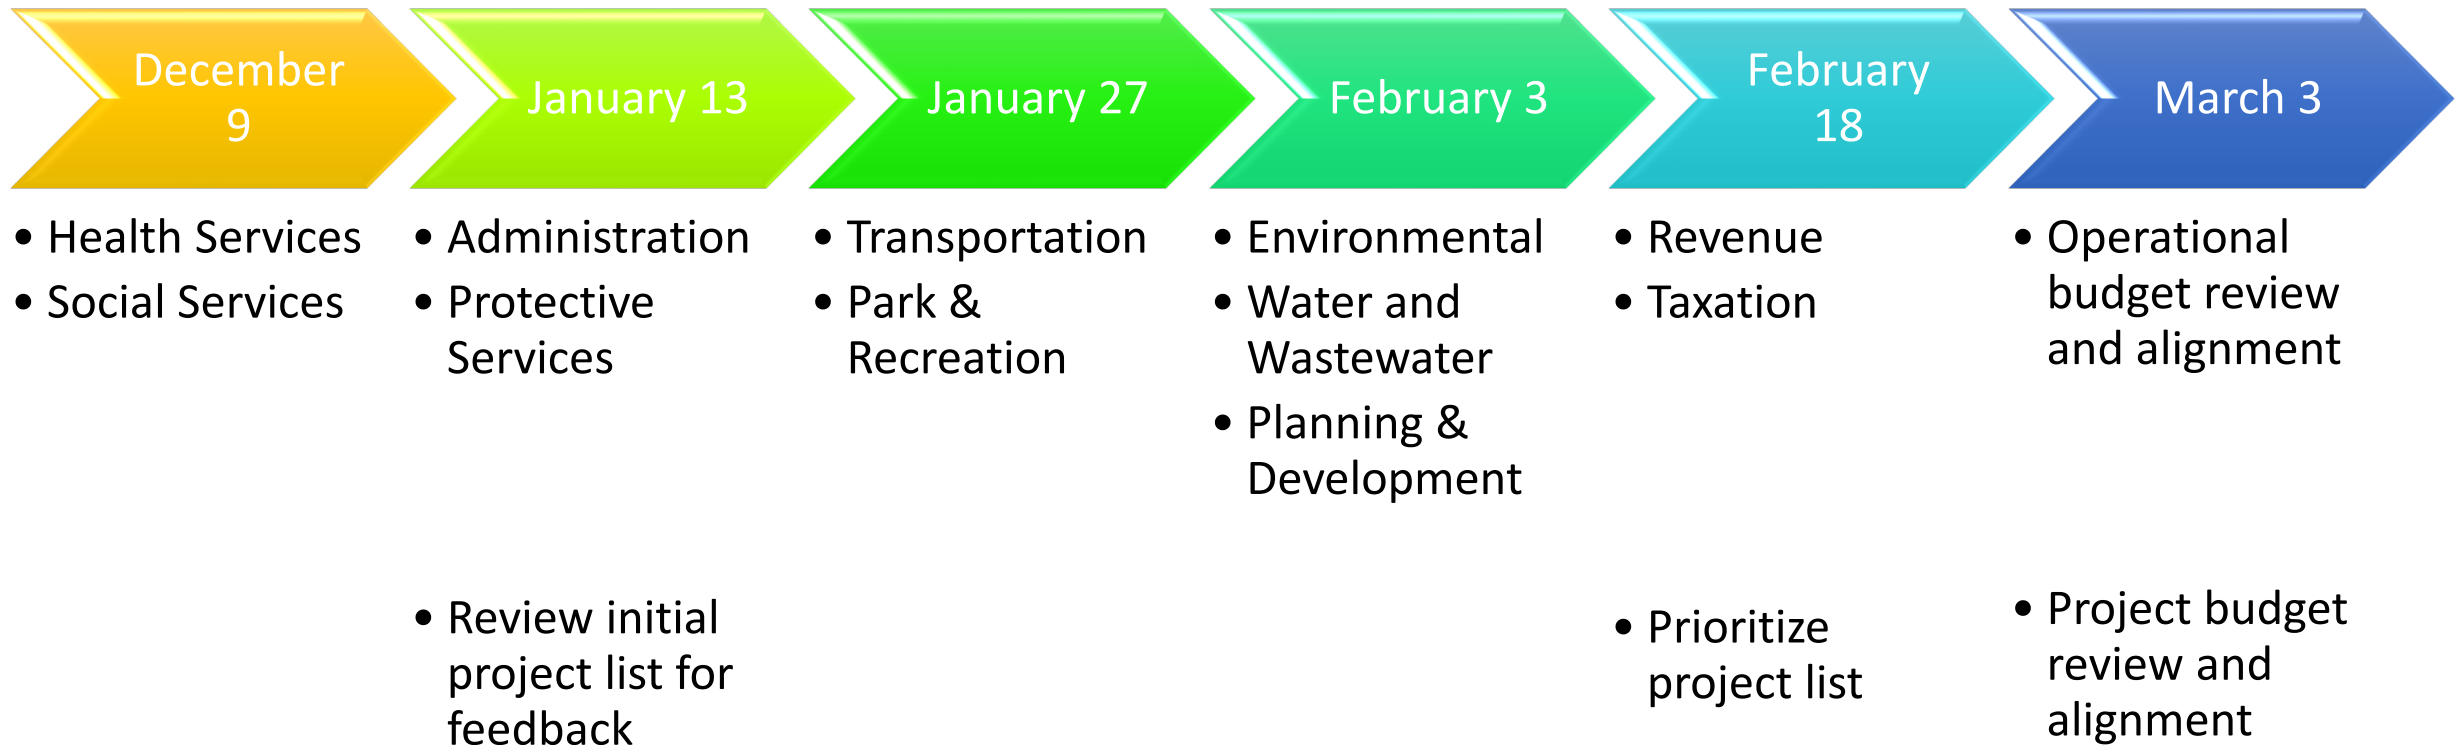 December
9
• Health Services
• Social Services
January 13
• Administration
• Protective
Services
• Review initial
project list for
feedback
January 27
• Transportation
• Park &
Recreation
February 3
• Environmental
• Water and
Wastewater
• Planning &
Development
February
18
• Revenue
• Taxation
• Prioritize
project list
March 3
• Operational
budget review
and alignment
• Project budget
review and
alignment